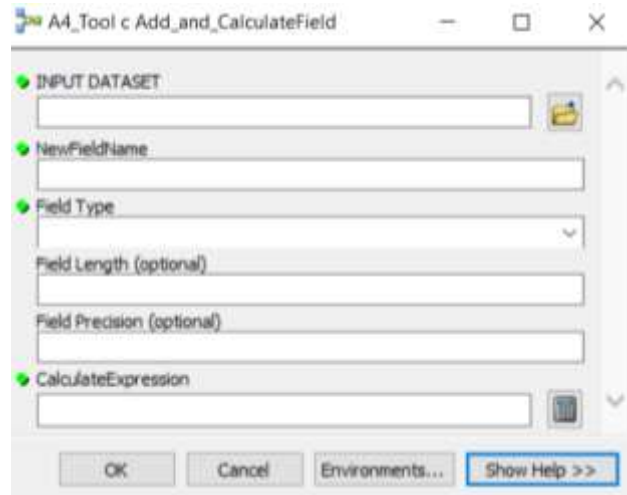 A4_Tool c Add_and_CalculateField
INPUT DATASET
NewFieldName
Field Type
Field Length (optional)
Field Precision (optional)
CalculateExpression
OK Cancel Environments... Show Help >>